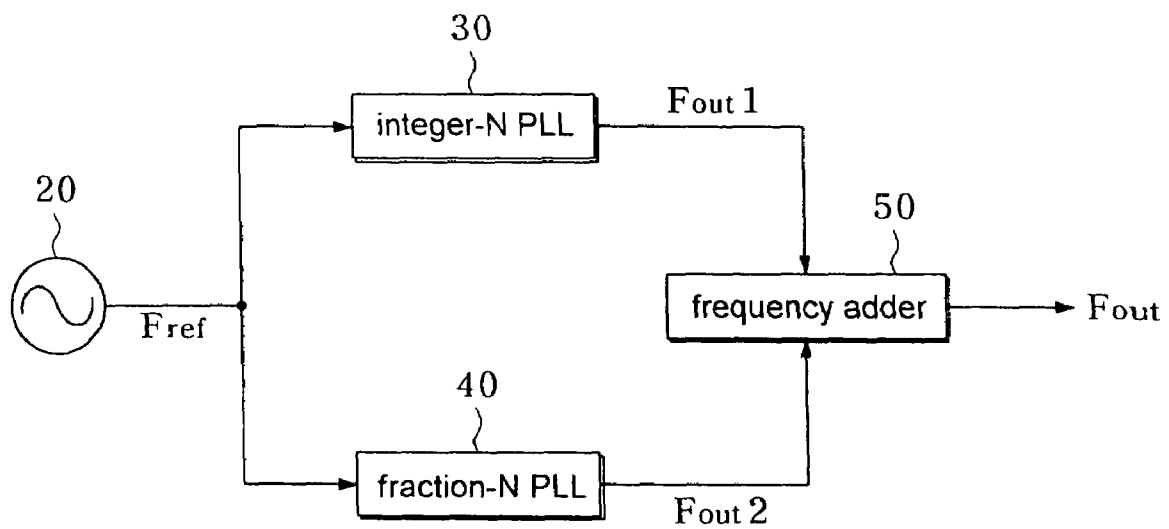 30
integer-N PLL
Fout 1
20
Fref
50
frequency adder
Fout
40
fraction-N PLL
Fout 2